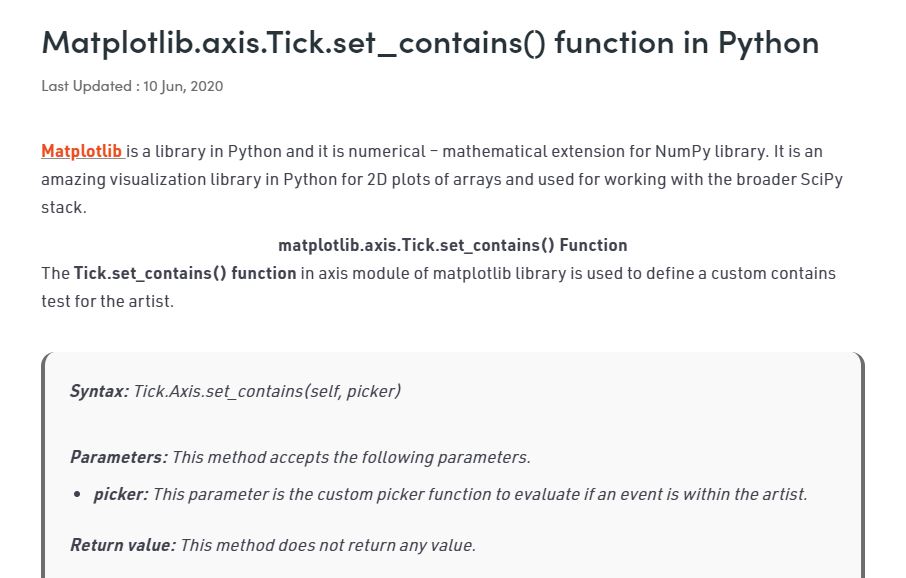 Matplotlib.axis.Tick.set_contains() function in Python
Last Updated : 10 Jun, 2020
Matplotlib is a library in Python and it is numerical – mathematical extension for NumPy library. It is an
amazing visualization library in Python for 2D plots of arrays and used for working with the broader SciPy
stack.
matplotlib.axis.Tick.set_contains() Function
The Tick.set_contains() function in axis module of matplotlib library is used to define a custom contains
test for the artist.
Syntax: Tick.Axis.set_contains(self, picker)
Parameters: This method accepts the following parameters.
• picker: This parameter is the custom picker function to evaluate if an event is within the artist.
Return value: This method does not return any value.